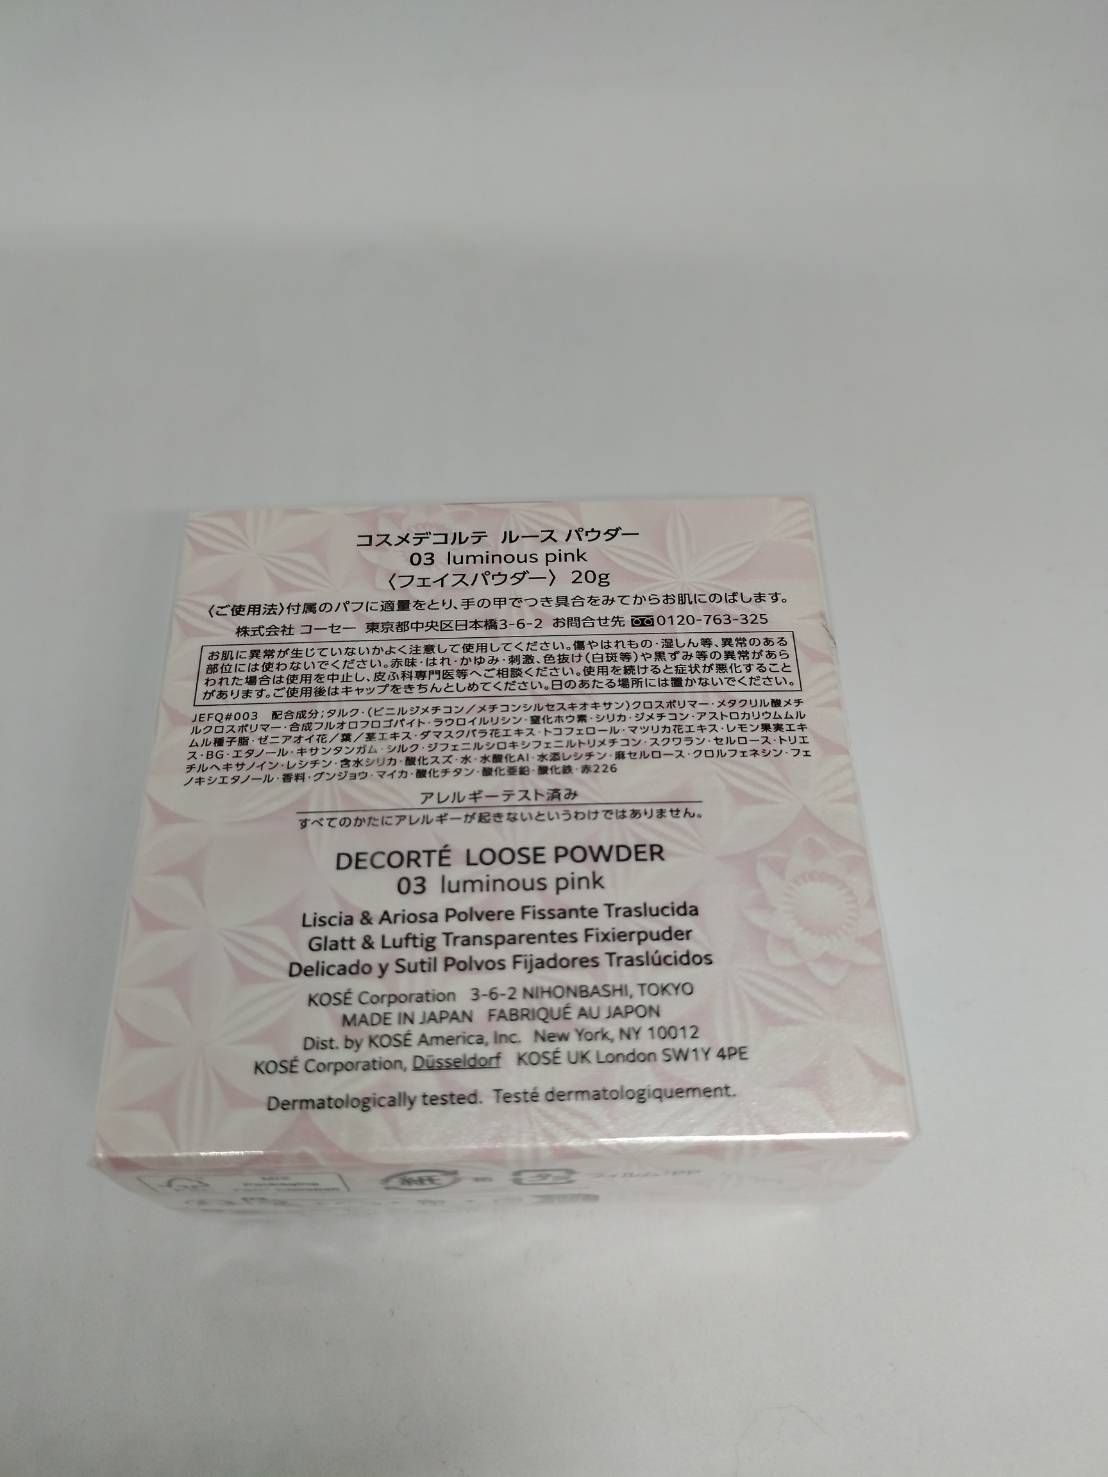 コスメデコルテ ルース パウダー
03 luminous pink
〈フェイスパウダー〉 20g
〈ご使用法〉付属のパフに適量をとり、手の甲でつき具合をみてからお肌にのばします。
株式会社 コーセー 東京都中央区日本橋3-6-2 お問合せ先 0120-763-325
お肌に異常が生じていないかよく注意して使用してください。傷やはれもの・湿しん等、異常のある
部位には使わないでください。赤味・はれ・かゆみ・刺激、色抜け(白斑等)や黒ずみ等の異常があら
われた場合は使用を中止し、皮ふ科専門医等へご相談ください。使用を続けると症状が悪化すること
があります。ご使用後はキャップをきちんとしめてください。日のあたる場所には置かないでください。
JEFQ#003 配合成分;タルク・(ビニルジメチコン/メチコンシルセスキオキサン)クロスポリマー・メタクリル酸メチ
ルクロスポリマー・合成フルオロフロゴパイト・ラウロイルリシン・窒化ホウ素・シリカ・ジメチコン・アストロカリウムムル
ムル種子脂・ゼニアオイ花/葉/茎エキス・ダマスクバラ花エキス・トコフェロール・マツリカ花エキス・レモン果実エキ
ス・BG・エタノール・キサンタンガム・シルク・ジフェニルシロキシフェニルトリメチコン・スクワラン・セルロース・トリエ
チルヘキサノイン・レシチン・含水シリカ・酸化スズ・水・水酸化Al・水添レシチン・麻セルロース・クロルフェネシン・フェ
ノキシエタノール・香料・グンジョウ・マイカ・酸化チタン・酸化亜鉛・酸化鉄・赤226
アレルギーテスト済み
すべてのかたにアレルギーが起きないというわけではありません。
DECORTÉ LOOSE POWDER
03 luminous pink
Liscia & Ariosa Polvere Fissante Traslucida
Glatt & Luftig Transparentes Fixierpuder
Delicado y Sutil Polvos Fijadores Traslúcidos
KOSÉ Corporation 3-6-2 NIHONBASHI, TOKYO
MADE IN JAPAN FABRIQUÉ AU JAPON
Dist. by KOSÉ America, Inc. New York, NY 10012
KOSÉ Corporation, Düsseldorf KOSÉ UK London SW1Y 4PE
Dermatologically tested. Testé dermatologiquement.